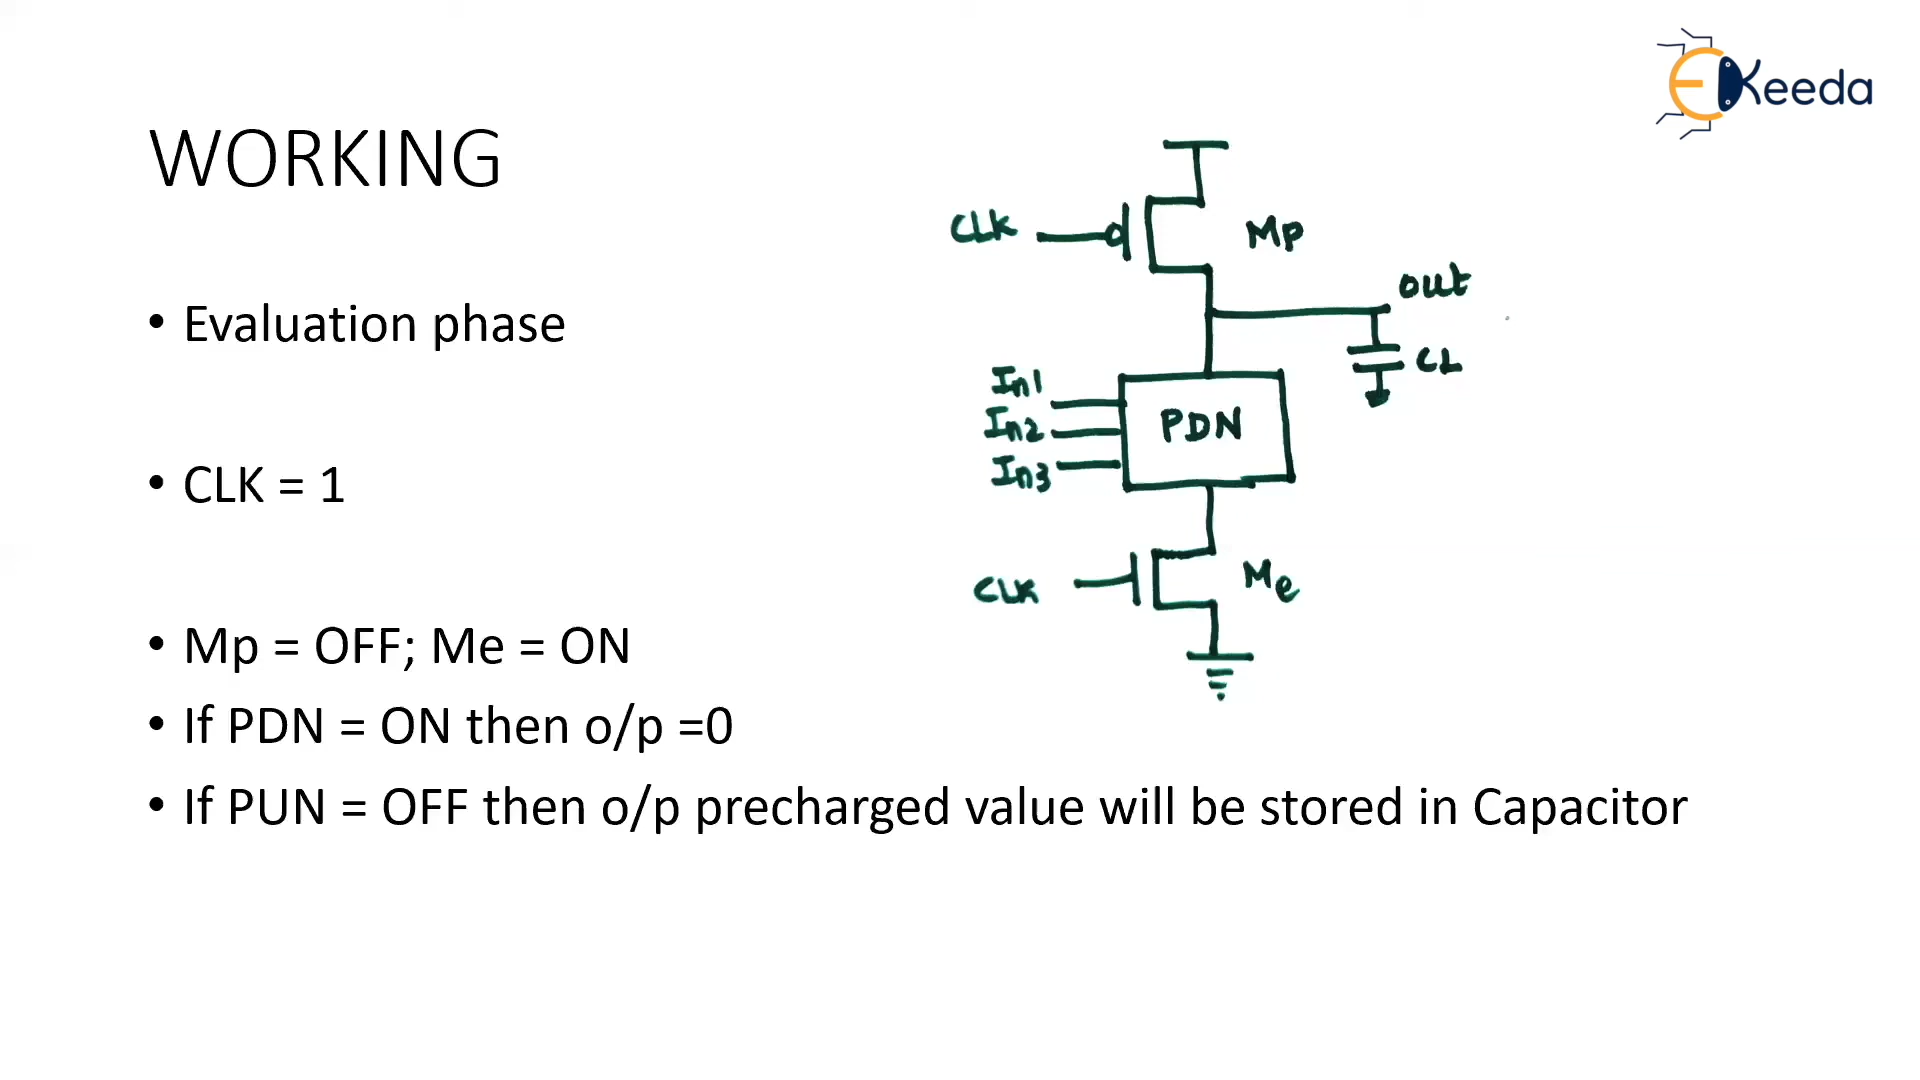 EKeeda
WORKING
• Evaluation phase
• CLK = 1
• Mp = OFF; Me = ON
• If PDN = ON then o/p =0
• If PUN = OFF then o/p precharged value will be stored in Capacitor
CLK
Mp
out
CL
In1
In2
In3
PDN
CLK
Me